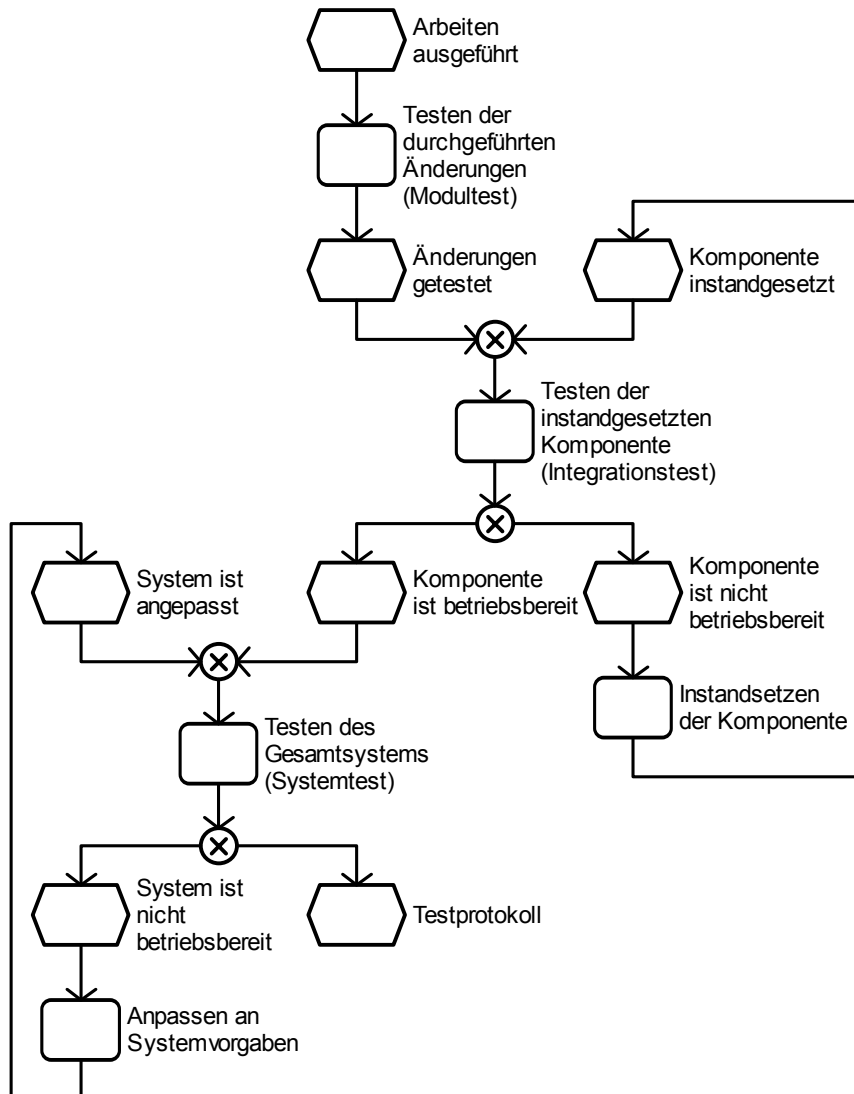 Arbeiten
ausgeführt
Testen der
durchgeführten
Änderungen
(Modultest)
Änderungen
getestet
Komponente
instandgesetzt
Testen der
instandgesetzten
Komponente
(Integrationstest)
System ist
angepasst
Komponente
ist betriebsbereit
Komponente
ist nicht
betriebsbereit
Instandsetzen
der Komponente
Testen des
Gesamtsystems
(Systemtest)
System ist
nicht
betriebsbereit
Testprotokoll
Anpassen an
Systemvorgaben